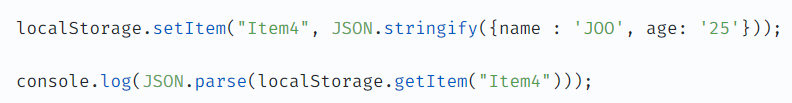 localStorage.setItem("Item4", JSON.stringify({name : 'JOO', age: '25'}));
console.log(JSON.parse(localStorage.getItem("Item4")));